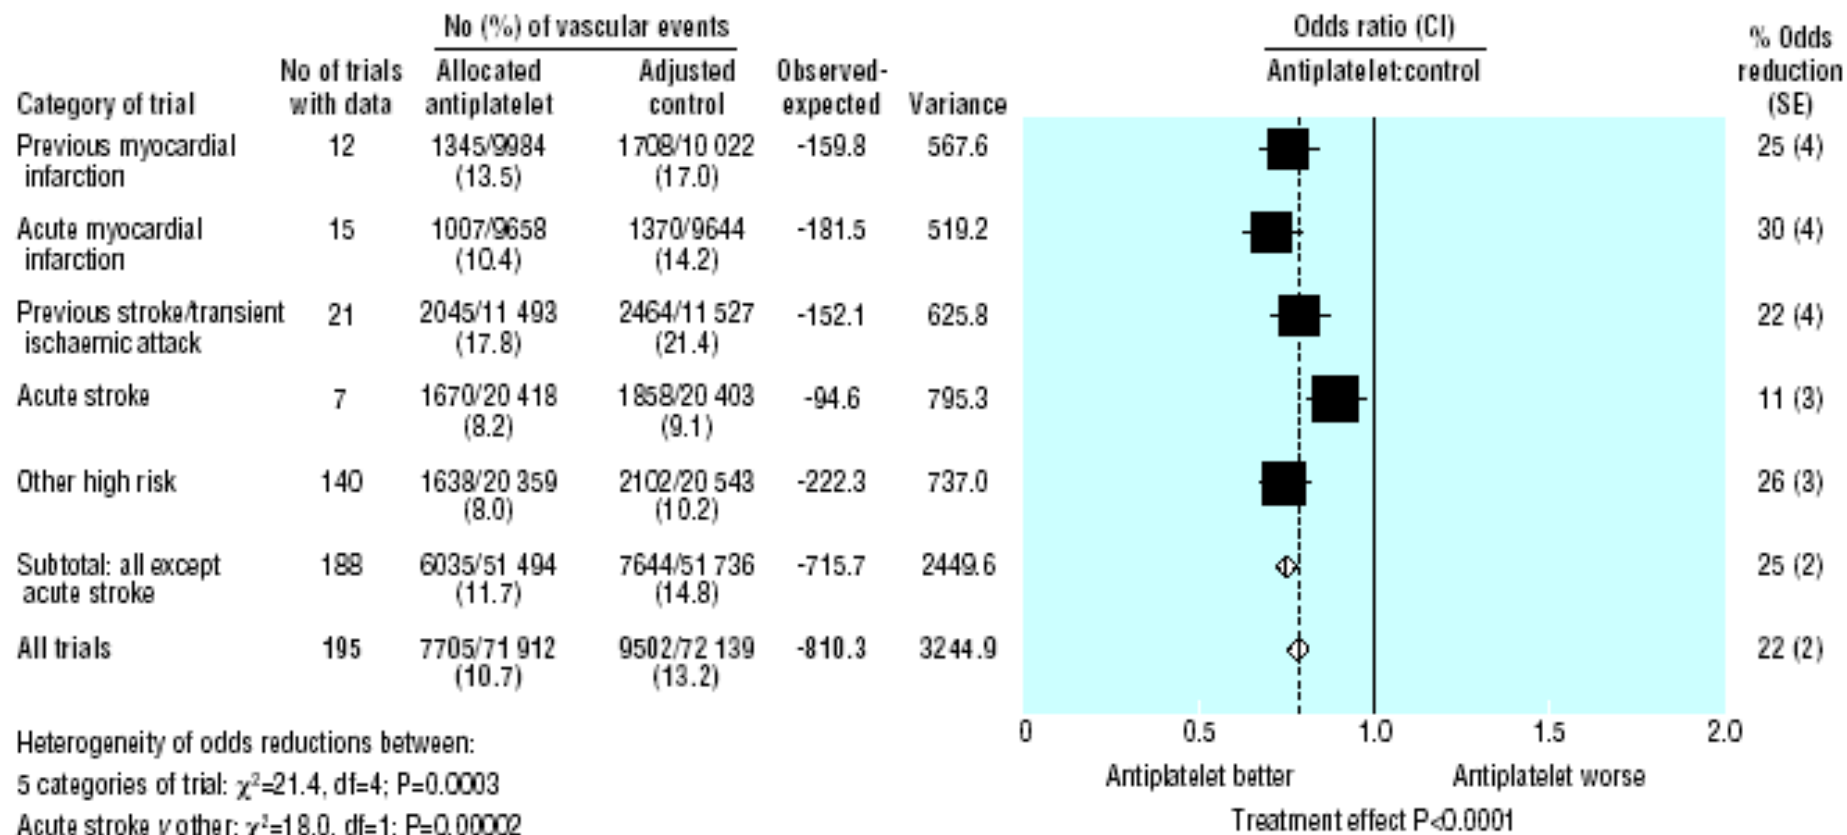 No (%) of vascular events Odds ratio (CI) % Odds
No of trials Allocated Adjusted Observed- Antiplatelet:control reduction
Category of trial with data antiplatelet control expected Variance (SE)
Previous myocardial 12 1345/9984 1708/10 022 -159.8 567.6 25 (4)
infarction (13.5) (17.0)
Acute myocardial 15 1007/9658 1370/9644 -181.5 519.2 30 (4)
infarction (10.4) (14.2)
Previous stroke/transient 21 2045/11 493 2464/11 527 -152.1 625.8 22 (4)
ischaemic attack (17.8) (21.4)
Acute stroke 7 1670/20 418 1858/20 403 -94.6 795.3 11 (3)
(8.2) (9.1)
Other high risk 140 1638/20 359 2102/20 543 -222.3 737.0 26 (3)
(8.0) (10.2)
Subtotal: all except 188 6035/51 494 7644/51 736 -715.7 2449.6 25 (2)
acute stroke (11.7) (14.8)
All trials 195 7705/71 912 9502/72 139 -810.3 3244.9 22 (2)
(10.7) (13.2)
0 0.5 1.0 1.5 2.0
Antiplatelet better Antiplatelet worse
Treatment effect P<0.0001
Heterogeneity of odds reductions between:
5 categories of trial: χ²=21.4, df=4; P=0.0003
Acute stroke v other: χ²=18.0, df=1; P=0.00002